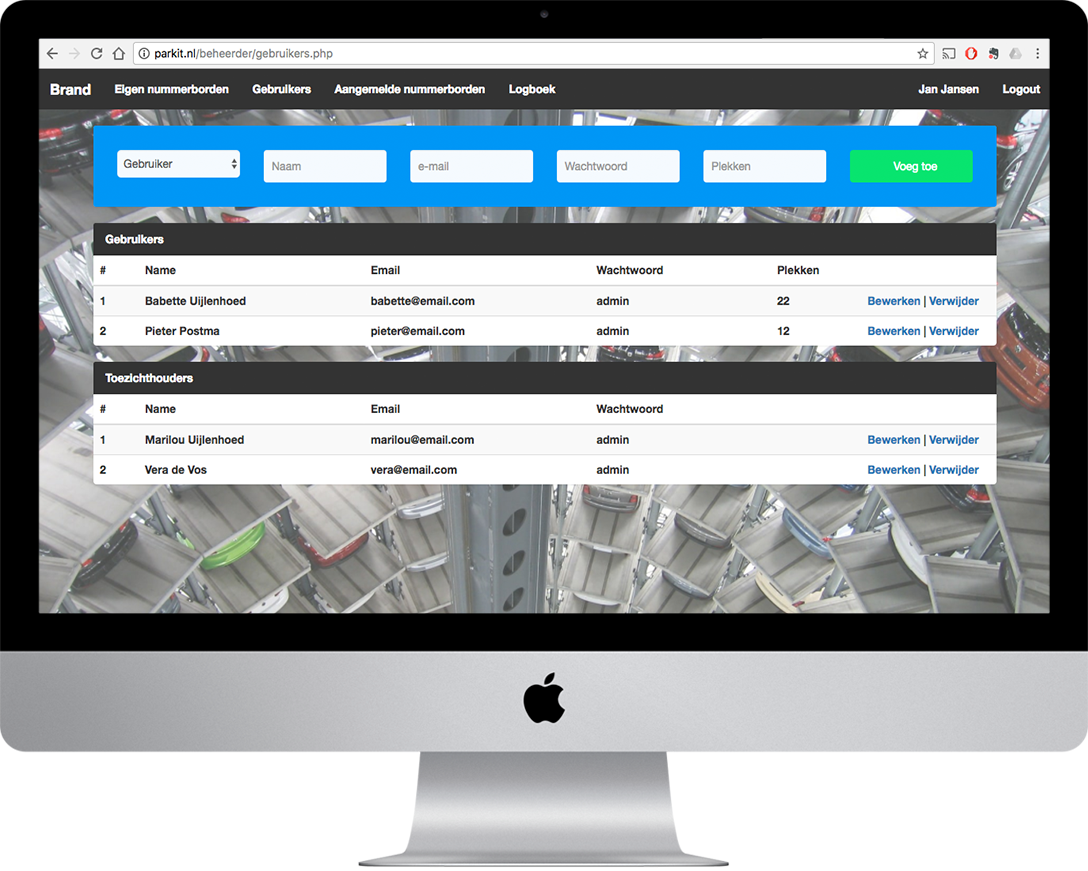 parkit.nl/beheerder/gebruikers.php
Brand EIgen nummerborden Gebruikers Aangemelde nummerborden Logboek Jan Jansen Logout
Gebruiker Naam e-mail Wachtwoord Plekken Voeg toe
Gebruikers
# Name Email Wachtwoord Plekken
1 Babette Uijlenhoed babette@email.com admin 22 Bewerken | Verwijder
2 Pieter Postma pieter@email.com admin 12 Bewerken | Verwijder
Toezichthouders
# Name Email Wachtwoord
1 Marilou Uijlenhoed marilou@email.com admin Bewerken | Verwijder
2 Vera de Vos vera@email.com admin Bewerken | Verwijder